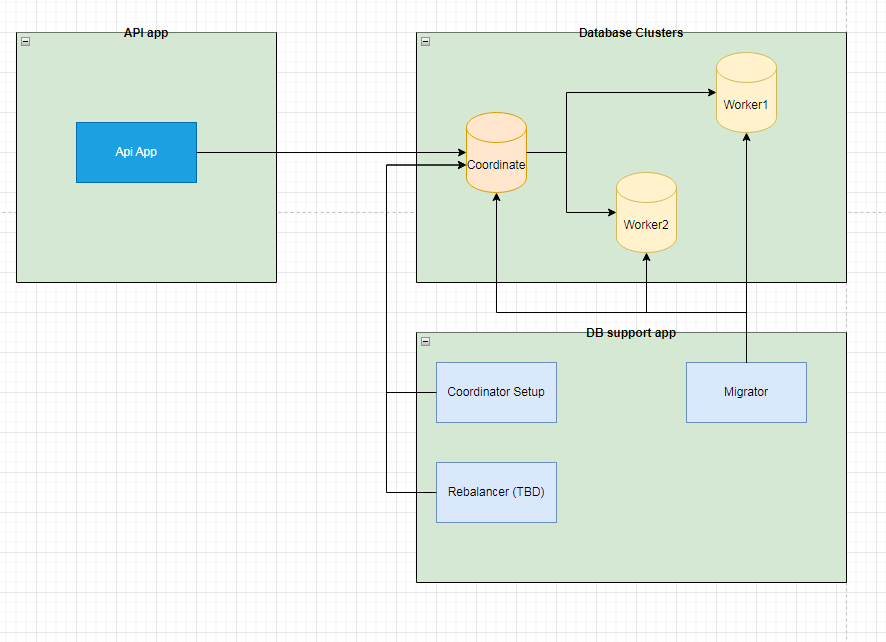 API app
Database Clusters
Worker1
Api App
Coordinate
Worker2
DB support app
Coordinator Setup
Migrator
Rebalancer (TBD)